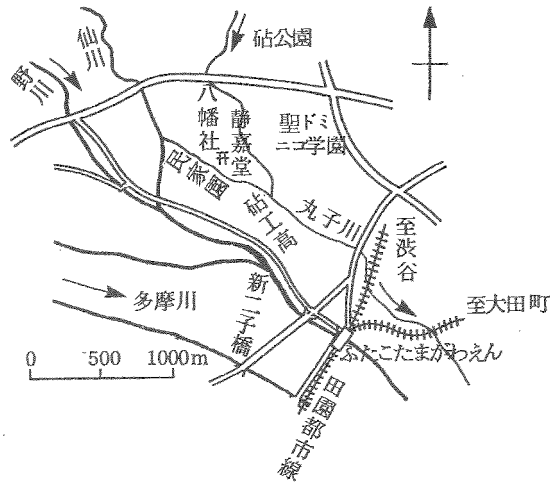 砧公園
仙川
野川
八幡社
静嘉堂
聖ドミ
ニコ学園
民家園
砧工高
丸子川
至渋谷
至大田町
多摩川
新二子橋
0 500 1000m
ふたこたまがわえん
田園都市線